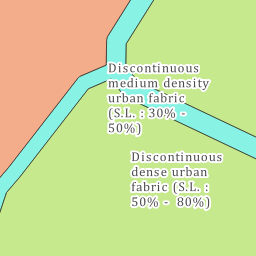 Discontinuous
medium density
urban fabric
(S.L. : 30% -
50%)
Discontinuous
dense urban
fabric (S.L. :
50% -  80%)